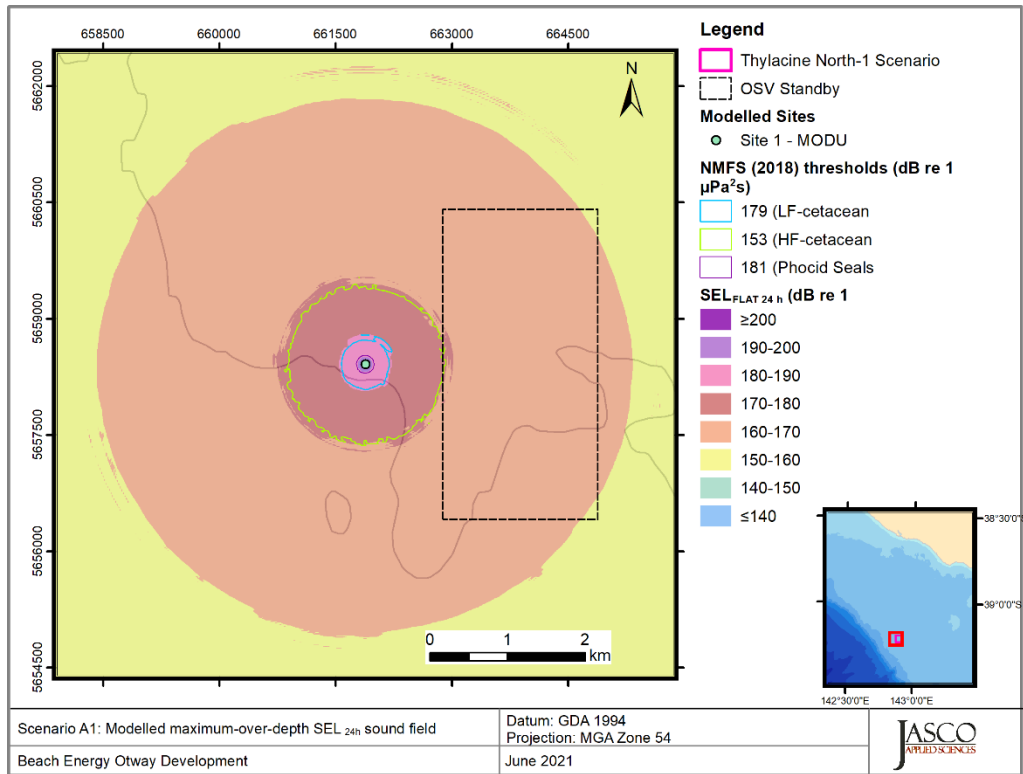 658500 660000 661500 663000 664500
5662000
5660500
5659000
5657500
5656000
5654500
N
0 1 2
km
Legend
Thylacine North-1 Scenario
OSV Standby
Modelled Sites
Site 1 - MODU
NMFS (2018) thresholds (dB re 1
µPa²s)
179 (LF-cetacean
153 (HF-cetacean
181 (Phocid Seals
SEL FLAT 24 h (dB re 1
≥200
190-200
180-190
170-180
160-170
150-160
140-150
≤140
38°30'0"S
39°0'0"S
142°30'0"E 143°0'0"E
Scenario A1: Modelled maximum-over-depth SEL 24h sound field
Datum: GDA 1994
Projection: MGA Zone 54
Beach Energy Otway Development
June 2021
JASCO
APPLIED SCIENCES